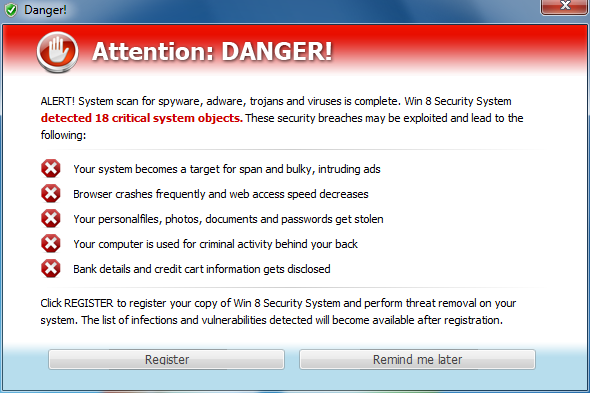 Danger!
Attention: DANGER!
ALERT! System scan for spyware, adware, trojans and viruses is complete. Win 8 Security System
detected 18 critical system objects. These security breaches may be exploited and lead to the
following:
Your system becomes a target for span and bulky, intruding ads
Browser crashes frequently and web access speed decreases
Your personalfiles, photos, documents and passwords get stolen
Your computer is used for criminal activity behind your back
Bank details and credit cart information gets disclosed
Click REGISTER to register your copy of Win 8 Security System and perform threat removal on your
system. The list of infections and vulnerabilities detected will become available after registration.
Register
Remind me later